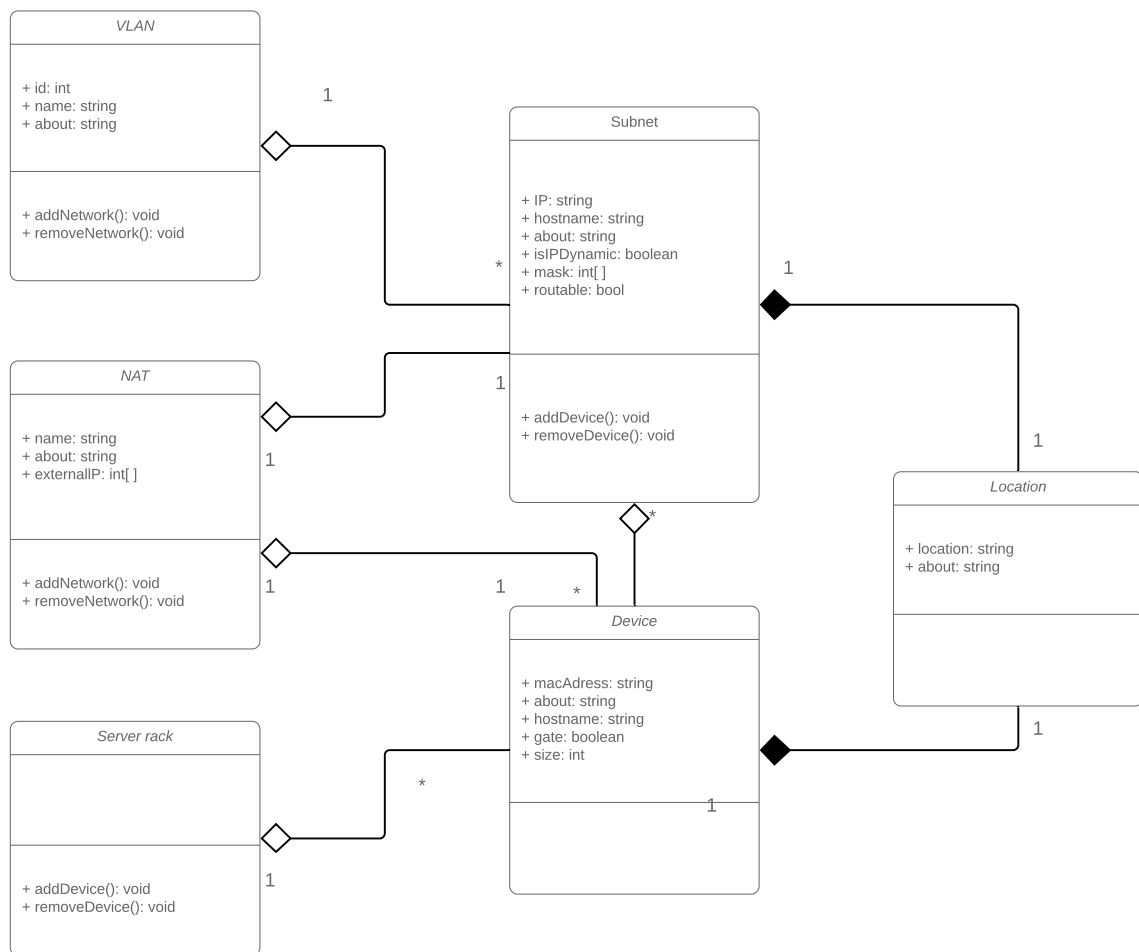 VLAN
+ id: int
+ name: string
+ about: string
+ addNetwork(): void
+ removeNetwork(): void
1
*
Subnet
+ IP: string
+ hostname: string
+ about: string
+ isIPDynamic: boolean
+ mask: int[ ]
+ routable: bool
+ addDevice(): void
+ removeDevice(): void
1
1
NAT
+ name: string
+ about: string
+ externalIP: int[ ]
+ addNetwork(): void
+ removeNetwork(): void
1
1
1
1
*
*
Location
+ location: string
+ about: string
1
Device
+ macAdress: string
+ about: string
+ hostname: string
+ gate: boolean
+ size: int
1
Server rack
+ addDevice(): void
+ removeDevice(): void
*
1